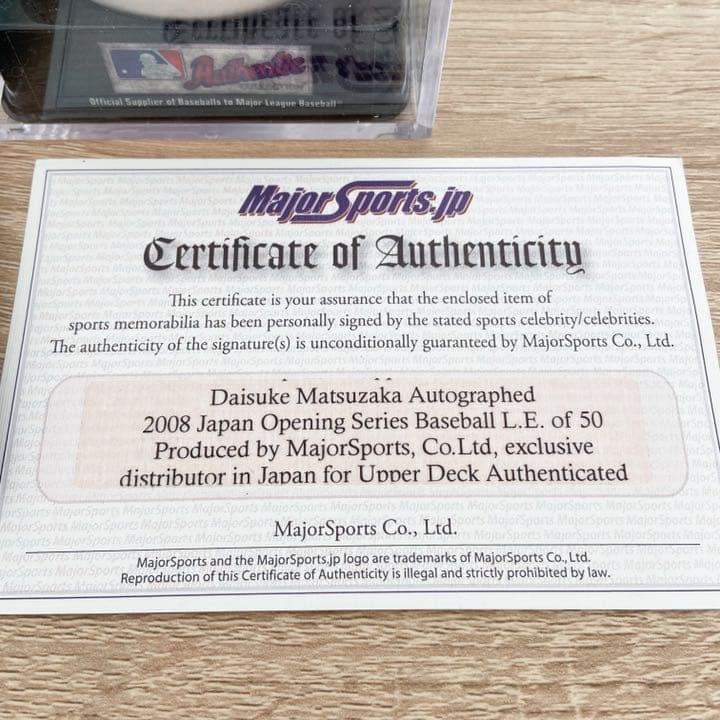 Certificate of
Authentic
Official Supplier of Baseballs to Major League Baseball™
MajorSports.jp
Certificate of Authenticity
This certificate is your assurance that the enclosed item of
sports memorabilia has been personally signed by the stated sports celebrity/celebrities.
The authenticity of the signature(s) is unconditionally guaranteed by MajorSports Co., Ltd.
Daisuke Matsuzaka Autographed
2008 Japan Opening Series Baseball L.E. of 50
Produced by MajorSports, Co.Ltd, exclusive
distributor in Japan for Upper Deck Authenticated
MajorSports Co., Ltd.
MajorSports and the MajorSports.jp logo are trademarks of MajorSports Co., Ltd.
Reproduction of this Certificate of Authenticity is illegal and strictly prohibited by law.